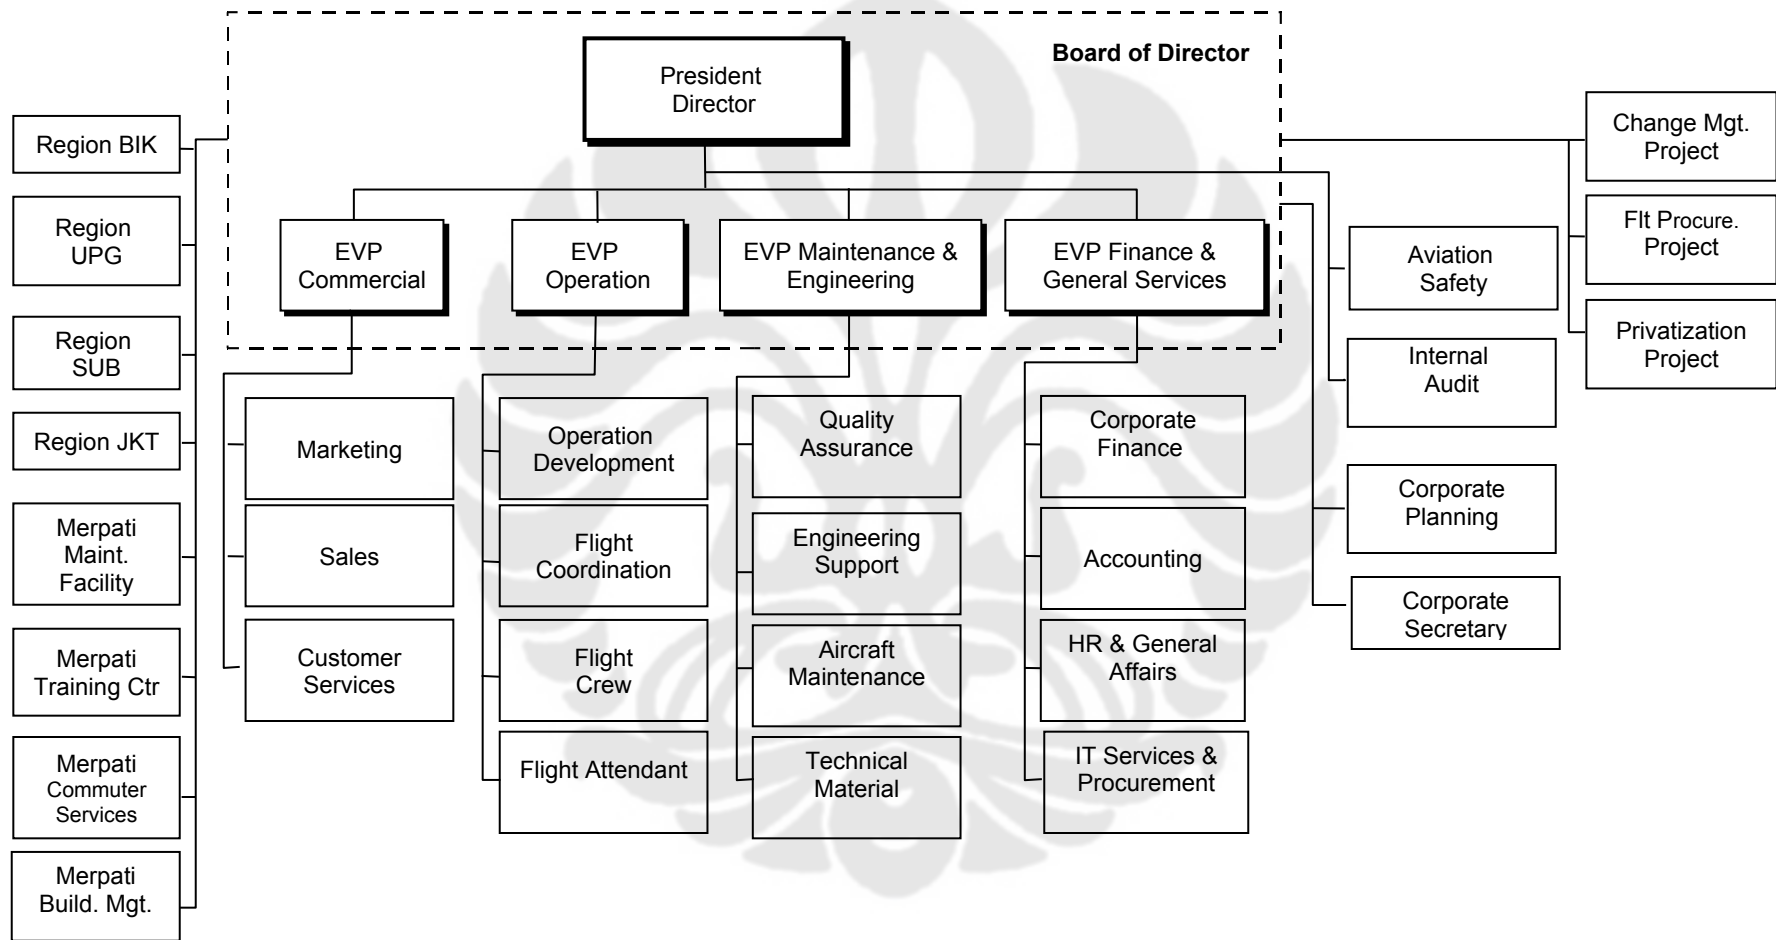 Board of Director
President
Director
Region BIK
Region
UPG
Region
SUB
Region JKT
Merpati
Maint.
Facility
Merpati
Training Ctr
Merpati
Commuter
Services
Merpati
Build. Mgt.
EVP
Commercial
EVP
Operation
EVP Maintenance &
Engineering
EVP Finance &
General Services
Marketing
Sales
Customer
Services
Operation
Development
Flight
Coordination
Flight
Crew
Flight Attendant
Quality
Assurance
Engineering
Support
Aircraft
Maintenance
Technical
Material
Corporate
Finance
Accounting
HR & General
Affairs
IT Services &
Procurement
Aviation
Safety
Internal
Audit
Corporate
Planning
Corporate
Secretary
Change Mgt.
Project
Flt Procure.
Project
Privatization
Project